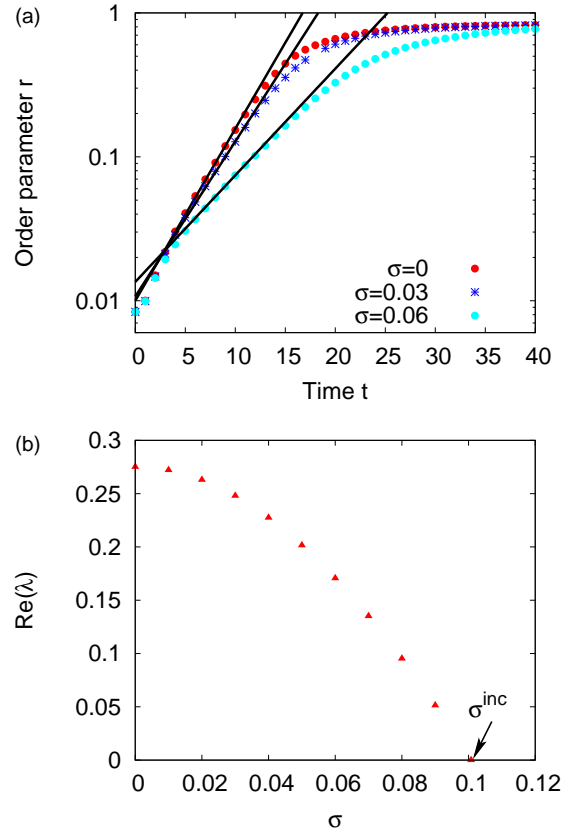 (a)
1
0.1
0.01
Order parameter r
σ=0
σ=0.03
σ=0.06
0 5 10 15 20 25 30 35 40
Time t
(b)
0.3
0.25
0.2
0.15
0.1
0.05
0
Re(λ)
σ^inc
0 0.02 0.04 0.06 0.08 0.1 0.12
σ